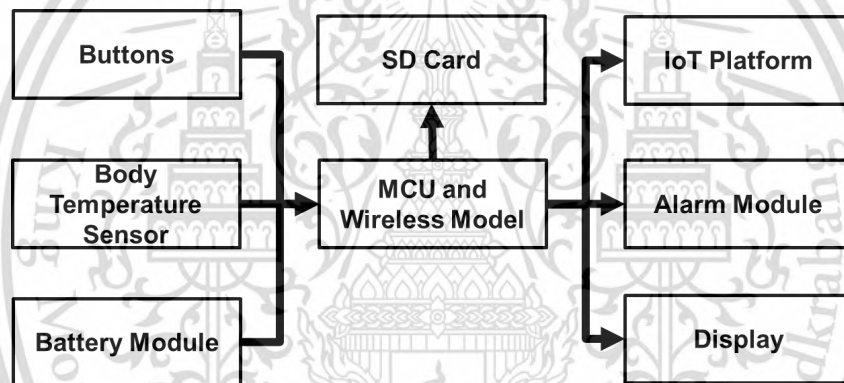 Buttons
SD Card
IoT Platform
Body
Temperature
Sensor
MCU and
Wireless Model
Alarm Module
Battery Module
Display